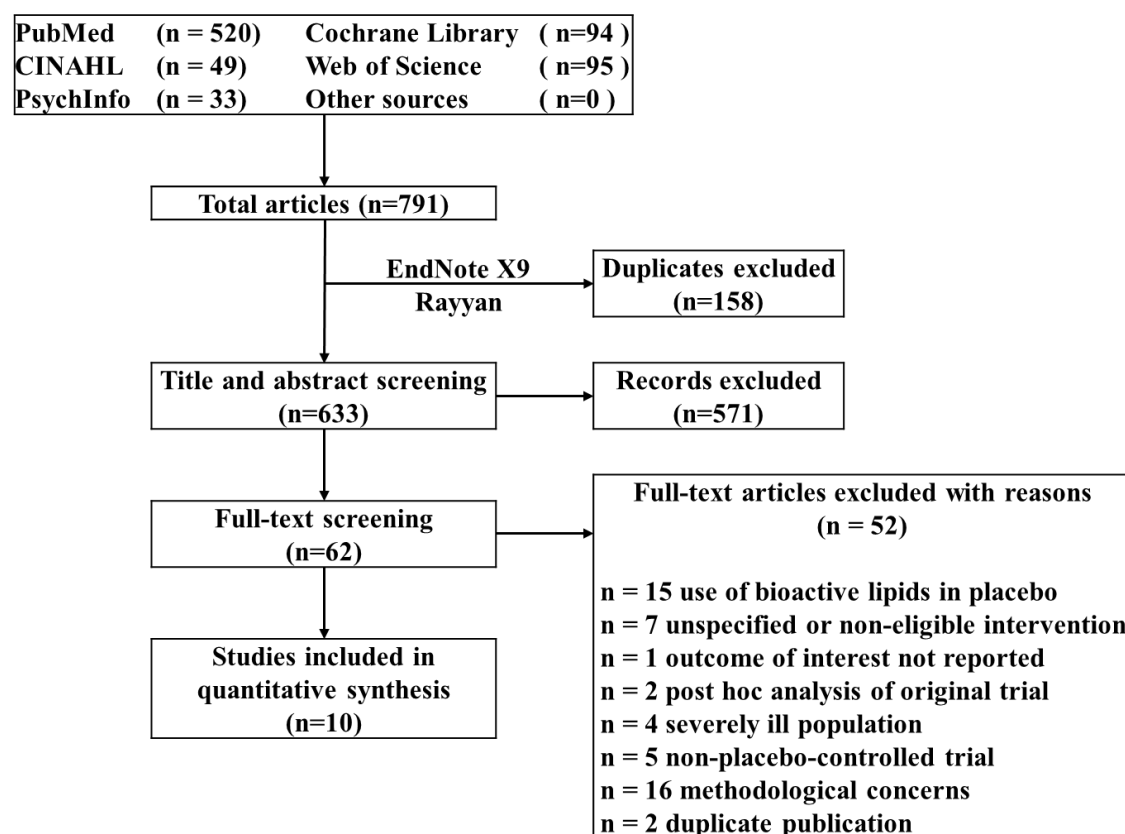 PubMed (n = 520) Cochrane Library ( n=94 )
CINAHL (n = 49) Web of Science ( n=95 )
PsychInfo (n = 33) Other sources ( n=0 )
Total articles (n=791)
EndNote X9
Rayyan
Duplicates excluded
(n=158)
Title and abstract screening
(n=633)
Records excluded
(n=571)
Full-text screening
(n=62)
Full-text articles excluded with reasons
(n = 52)
n = 15 use of bioactive lipids in placebo
n = 7 unspecified or non-eligible intervention
n = 1 outcome of interest not reported
n = 2 post hoc analysis of original trial
n = 4 severely ill population
n = 5 non-placebo-controlled trial
n = 16 methodological concerns
n = 2 duplicate publication
Studies included in
quantitative synthesis
(n=10)